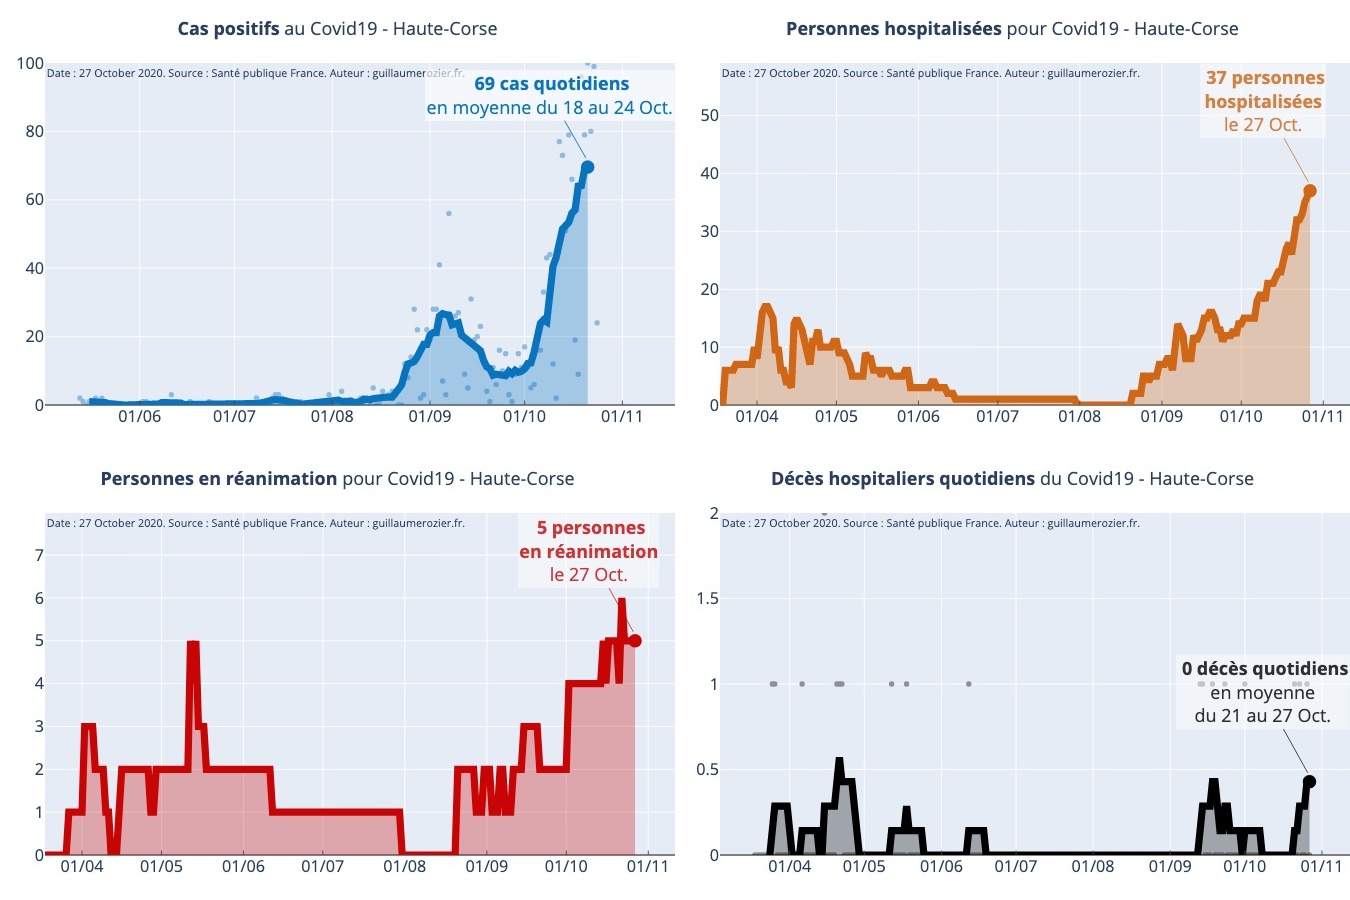 Cas positifs au Covid19 - Haute-Corse
Date : 27 October 2020. Source : Santé publique France. Auteur : guillaumerozier.fr.
69 cas quotidiens
en moyenne du 18 au 24 Oct.
100
80
60
40
20
0
01/06 01/07 01/08 01/09 01/10 01/11
Personnes hospitalisées pour Covid19 - Haute-Corse
Date : 27 October 2020. Source : Santé publique France. Auteur : guillaumerozier.fr.
37 personnes
hospitalisées
le 27 Oct.
50
40
30
20
10
0
01/04 01/05 01/06 01/07 01/08 01/09 01/10 01/11
Personnes en réanimation pour Covid19 - Haute-Corse
Date : 27 October 2020. Source : Santé publique France. Auteur : guillaumerozier.fr.
5 personnes
en réanimation
le 27 Oct.
7
6
5
4
3
2
1
0
01/04 01/05 01/06 01/07 01/08 01/09 01/10 01/11
Décès hospitaliers quotidiens du Covid19 - Haute-Corse
Date : 27 October 2020. Source : Santé publique France. Auteur : guillaumerozier.fr.
0 décès quotidiens
en moyenne
du 21 au 27 Oct.
2
1.5
1
0.5
0
01/04 01/05 01/06 01/07 01/08 01/09 01/10 01/11